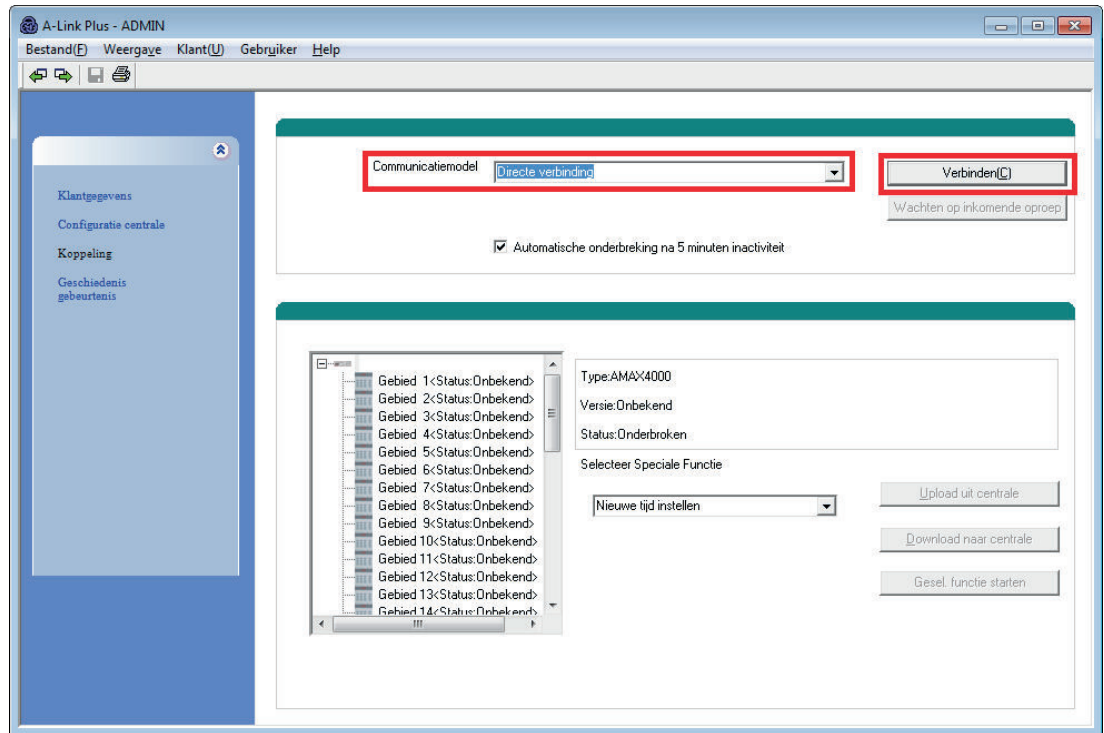 A-Link Plus - ADMIN
Bestand(F) Weergave Klant(U) Gebruiker Help
Communicatiemodel Directe verbinding Verbinden(C)
Wachten op inkomende oproep
Automatische onderbreking na 5 minuten inactiviteit
Klantgegevens
Configuratie centrale
Koppeling
Geschiedenis
gebeurtenis
Gebied 1<Status:Onbekend>
Gebied 2<Status:Onbekend>
Gebied 3<Status:Onbekend>
Gebied 4<Status:Onbekend>
Gebied 5<Status:Onbekend>
Gebied 6<Status:Onbekend>
Gebied 7<Status:Onbekend>
Gebied 8<Status:Onbekend>
Gebied 9<Status:Onbekend>
Gebied 10<Status:Onbekend>
Gebied 11<Status:Onbekend>
Gebied 12<Status:Onbekend>
Gebied 13<Status:Onbekend>
Gebied 14<Status:Onbekend>
Type:AMAX4000
Versie:Onbekend
Status:Onderbroken
Selecteer Speciale Functie
Nieuwe tijd instellen
Upload uit centrale
Download naar centrale
Gesel. functie starten